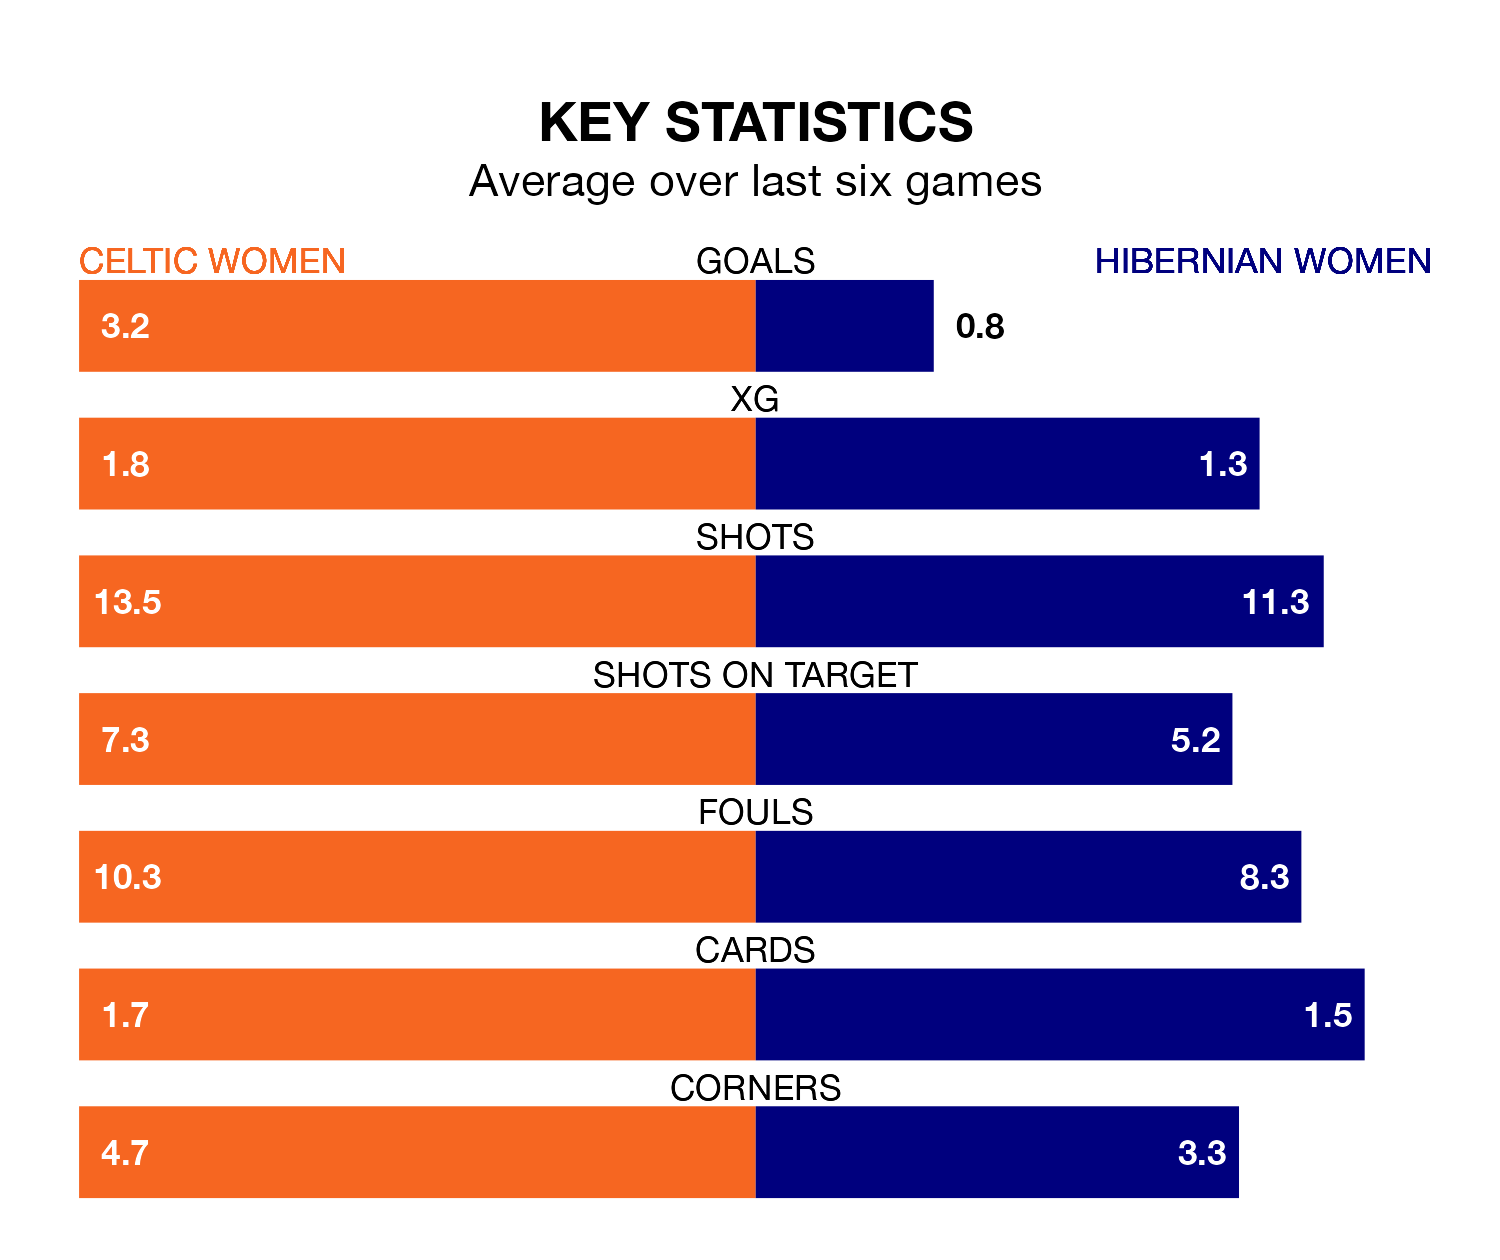 KEY STATISTICS
Average over last six games
CELTIC WOMEN GOALS HIBERNIAN WOMEN
3.2 0.8
XG
1.8 1.3
SHOTS
13.5 11.3
SHOTS ON TARGET
7.3 5.2
FOULS
10.3 8.3
CARDS
1.7 1.5
CORNERS
4.7 3.3